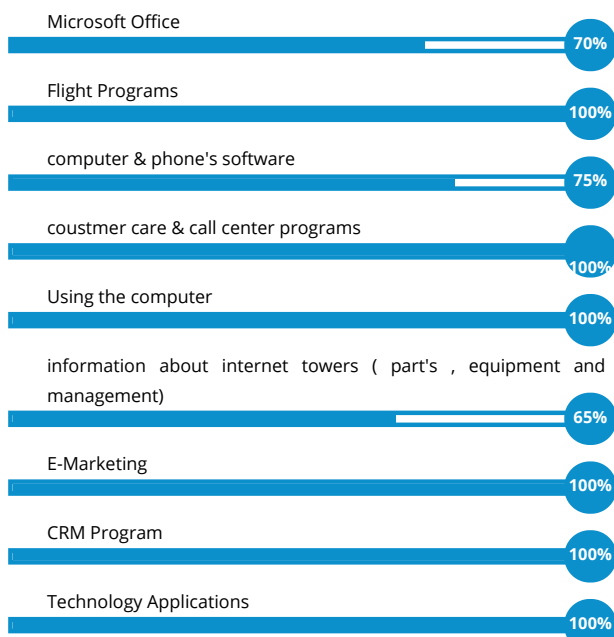 Microsoft Office
70%
Flight Programs
100%
computer & phone's software
75%
coustmer care & call center programs
100%
Using the computer
100%
information about internet towers ( part's , equipment and
management)
65%
E-Marketing
100%
CRM Program
100%
Technology Applications
100%